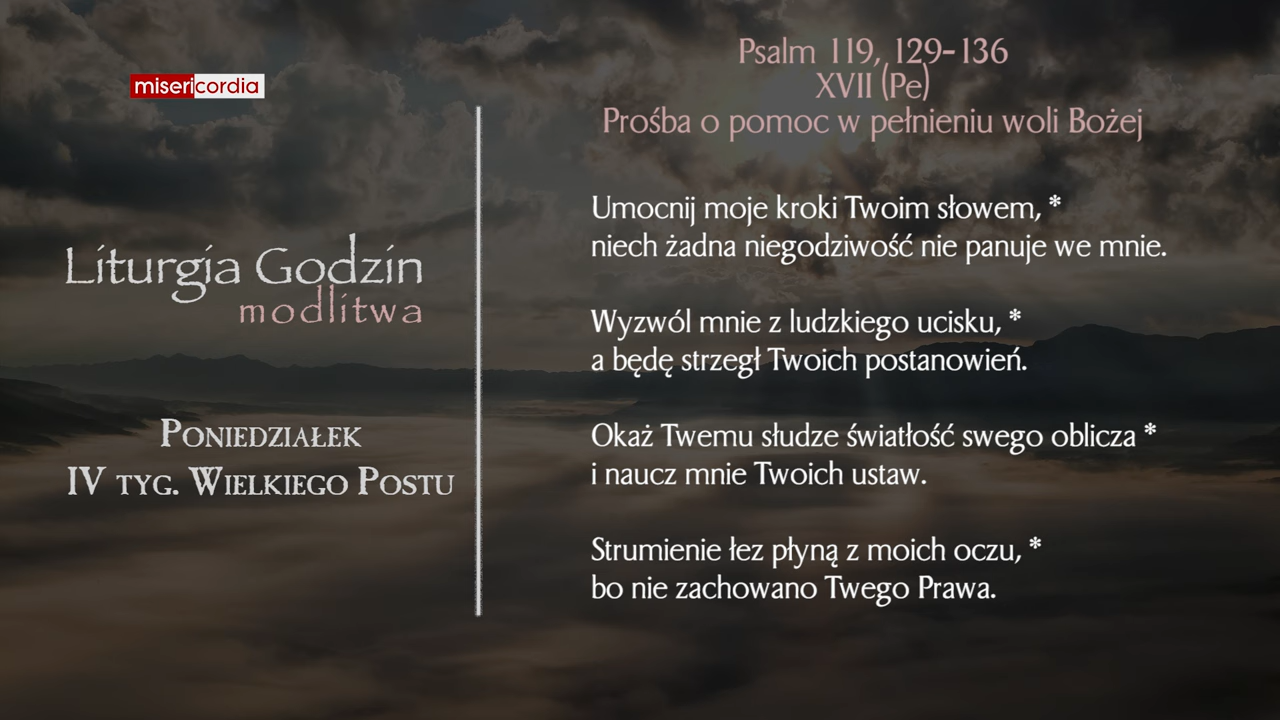 misericordia
Liturgia Godzin
modlitwa
Poniedziałek
IV tyg. Wielkiego Postu
Psalm 119, 129-136
XVII (Pe)
Prośba o pomoc w pełnieniu woli Bożej
Umocnij moje kroki Twoim słowem, *
niech żadna niegodziwość nie panuje we mnie.
Wyzwól mnie z ludzkiego ucisku, *
a będę strzegł Twoich postanowień.
Okaż Twemu słudze światłość swego oblicza *
i naucz mnie Twoich ustaw.
Strumienie łez płyną z moich oczu, *
bo nie zachowano Twego Prawa.